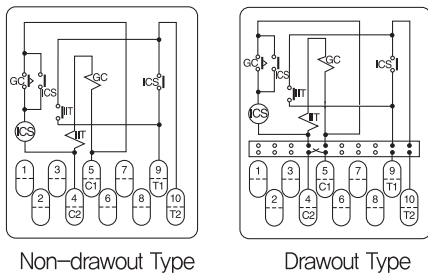 GC
ICS
IIT
GC
ICS
ICS
IIT
1
3
5
C1
7
9
T1
2
4
C2
6
8
10
T2
Non-drawout Type
GC
ICS
IIT
GC
ICS
ICS
IIT
1
3
5
C1
7
9
T1
2
4
C2
6
8
10
T2
Drawout Type